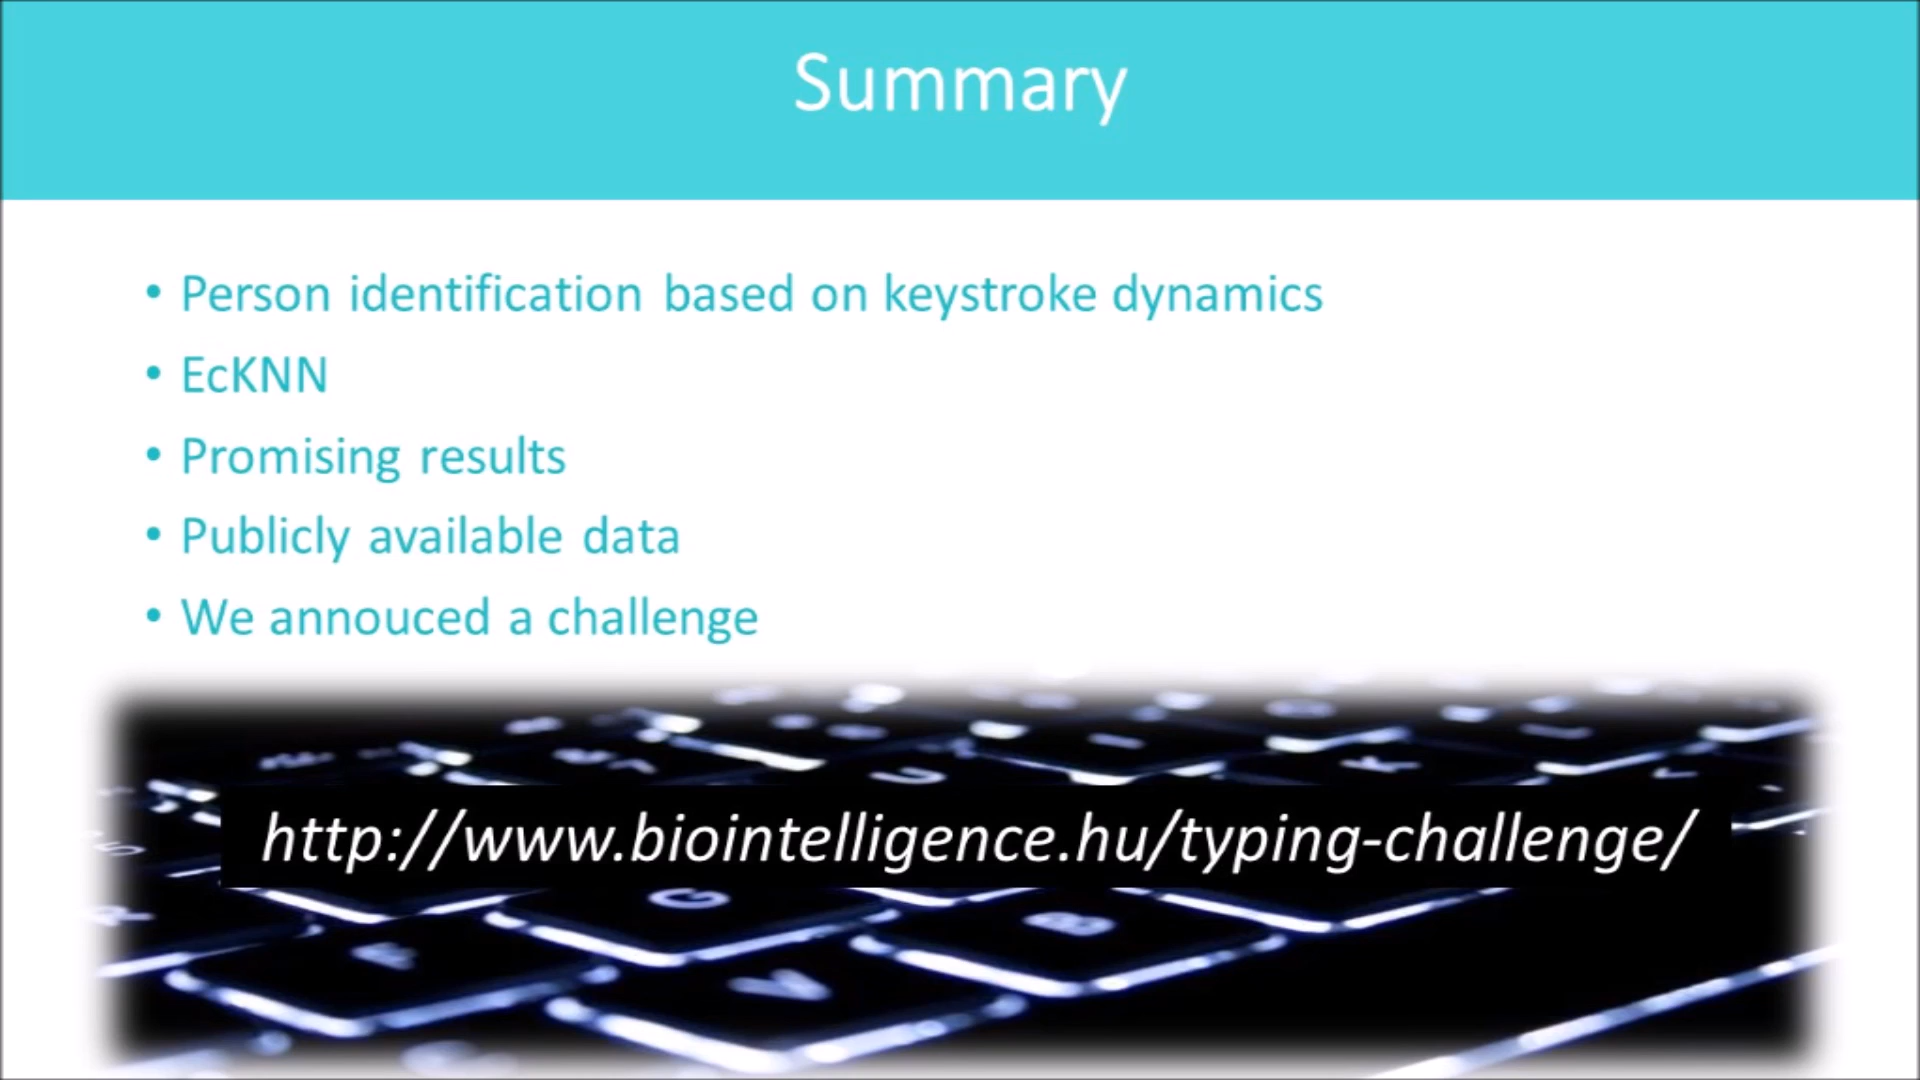 Summary
• Person identification based on keystroke dynamics
• EcKNN
• Promising results
• Publicly available data
• We annouced a challenge
http://www.biointelligence.hu/typing-challenge/
G
B
V